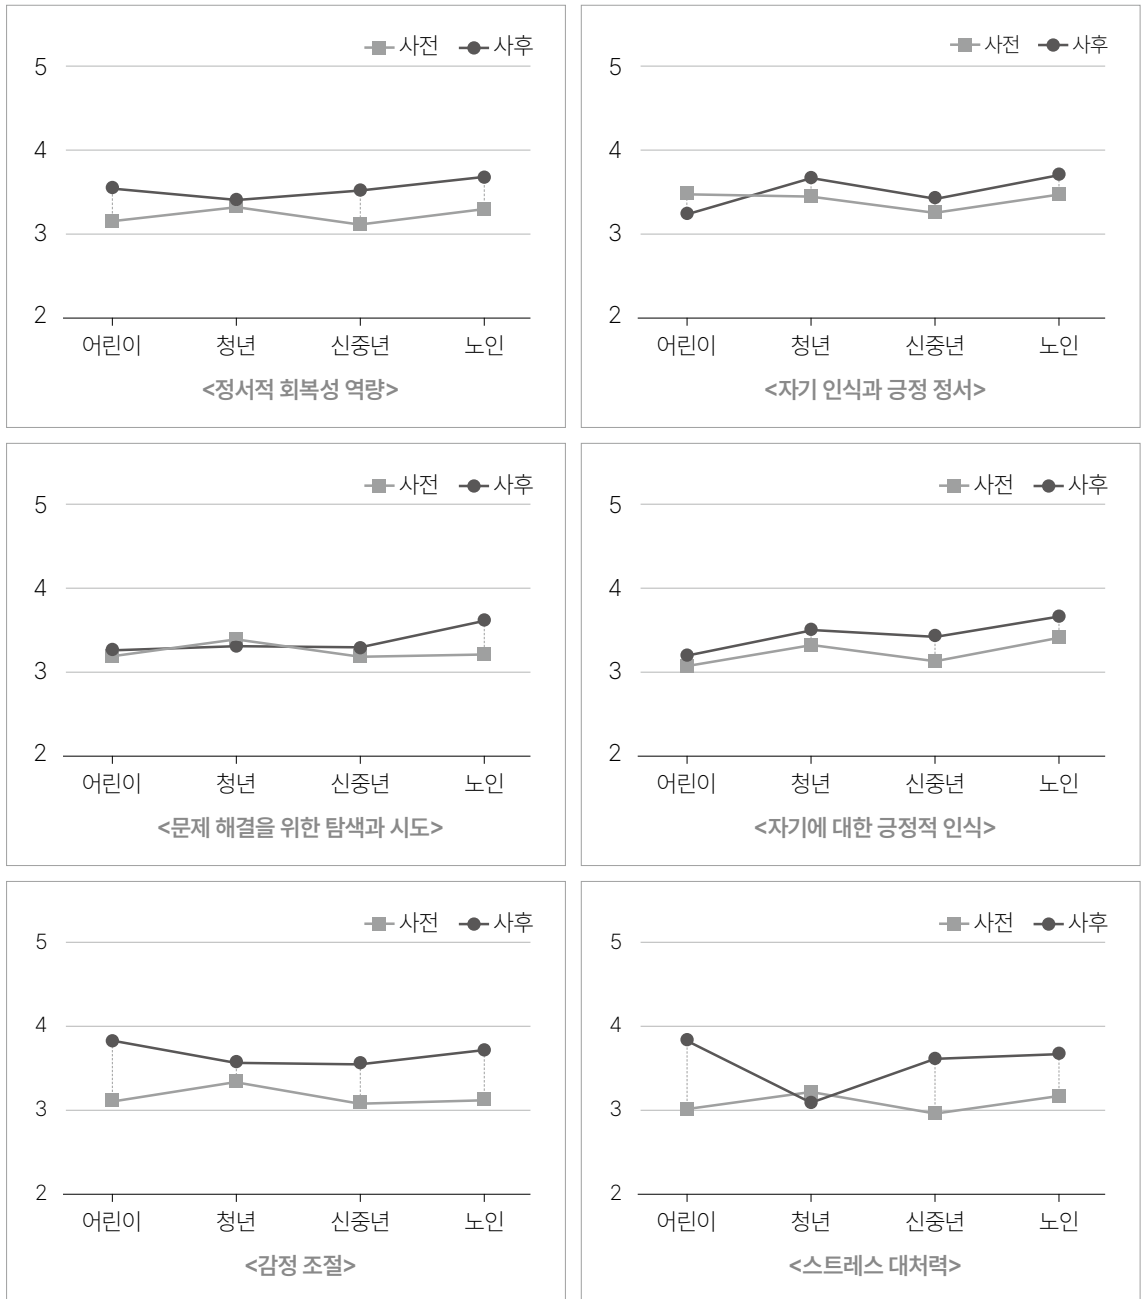 사전 사후
5
4
3
2
어린이 청년 신중년 노인
<정서적 회복성 역량>
사전 사후
5
4
3
2
어린이 청년 신중년 노인
<자기 인식과 긍정 정서>
사전 사후
5
4
3
2
어린이 청년 신중년 노인
<문제 해결을 위한 탐색과 시도>
사전 사후
5
4
3
2
어린이 청년 신중년 노인
<자기에 대한 긍정적 인식>
사전 사후
5
4
3
2
어린이 청년 신중년 노인
<감정 조절>
사전 사후
5
4
3
2
어린이 청년 신중년 노인
<스트레스 대처력>